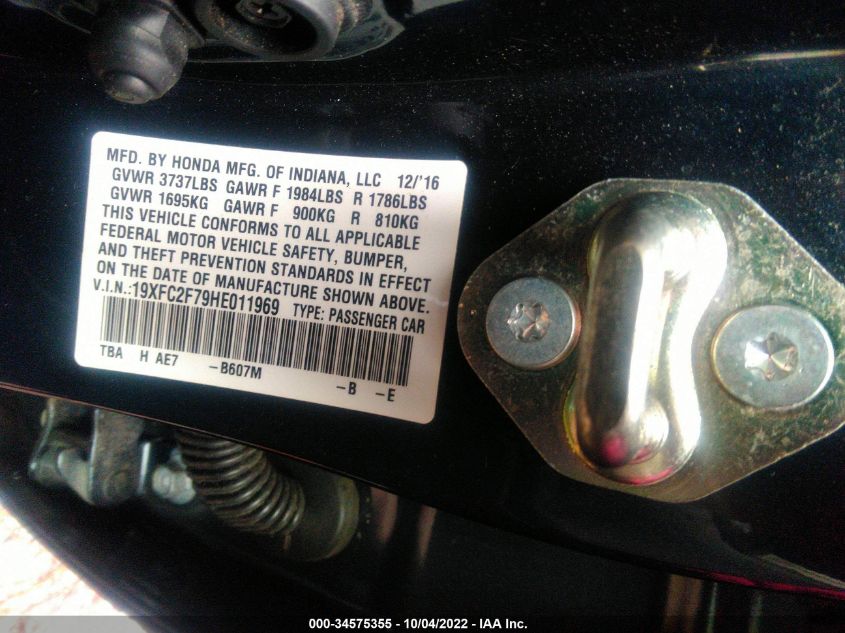 MFD. BY HONDA MFG. OF INDIANA, LLC 12/'16
GVWR 3737LBS GAWR F 1984LBS R 1786LBS
GVWR 1695KG GAWR F 900KG R 810KG
THIS VEHICLE CONFORMS TO ALL APPLICABLE
FEDERAL MOTOR VEHICLE SAFETY, BUMPER,
AND THEFT PREVENTION STANDARDS IN EFFECT
ON THE DATE OF MANUFACTURE SHOWN ABOVE.
V.I.N.:19XFC2F79HE011969 TYPE: PASSENGER CAR
TBA H AE7 -B607M -B -E
000-34575355 - 10/04/2022 - IAA Inc.